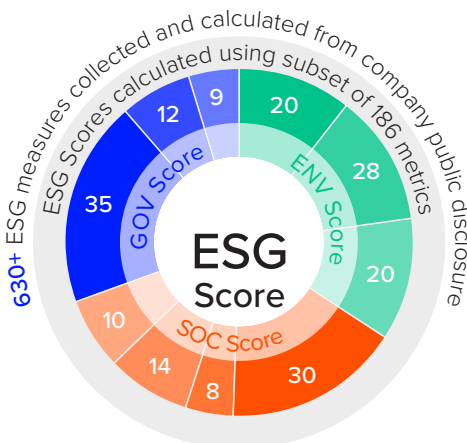 630+ ESG measures collected and calculated from company public disclosure
ESG Scores calculated using subset of 186 metrics
9
20
12
28
35
20
10
14
8
30
GOV Score
ENV Score
SOC Score
ESG
Score